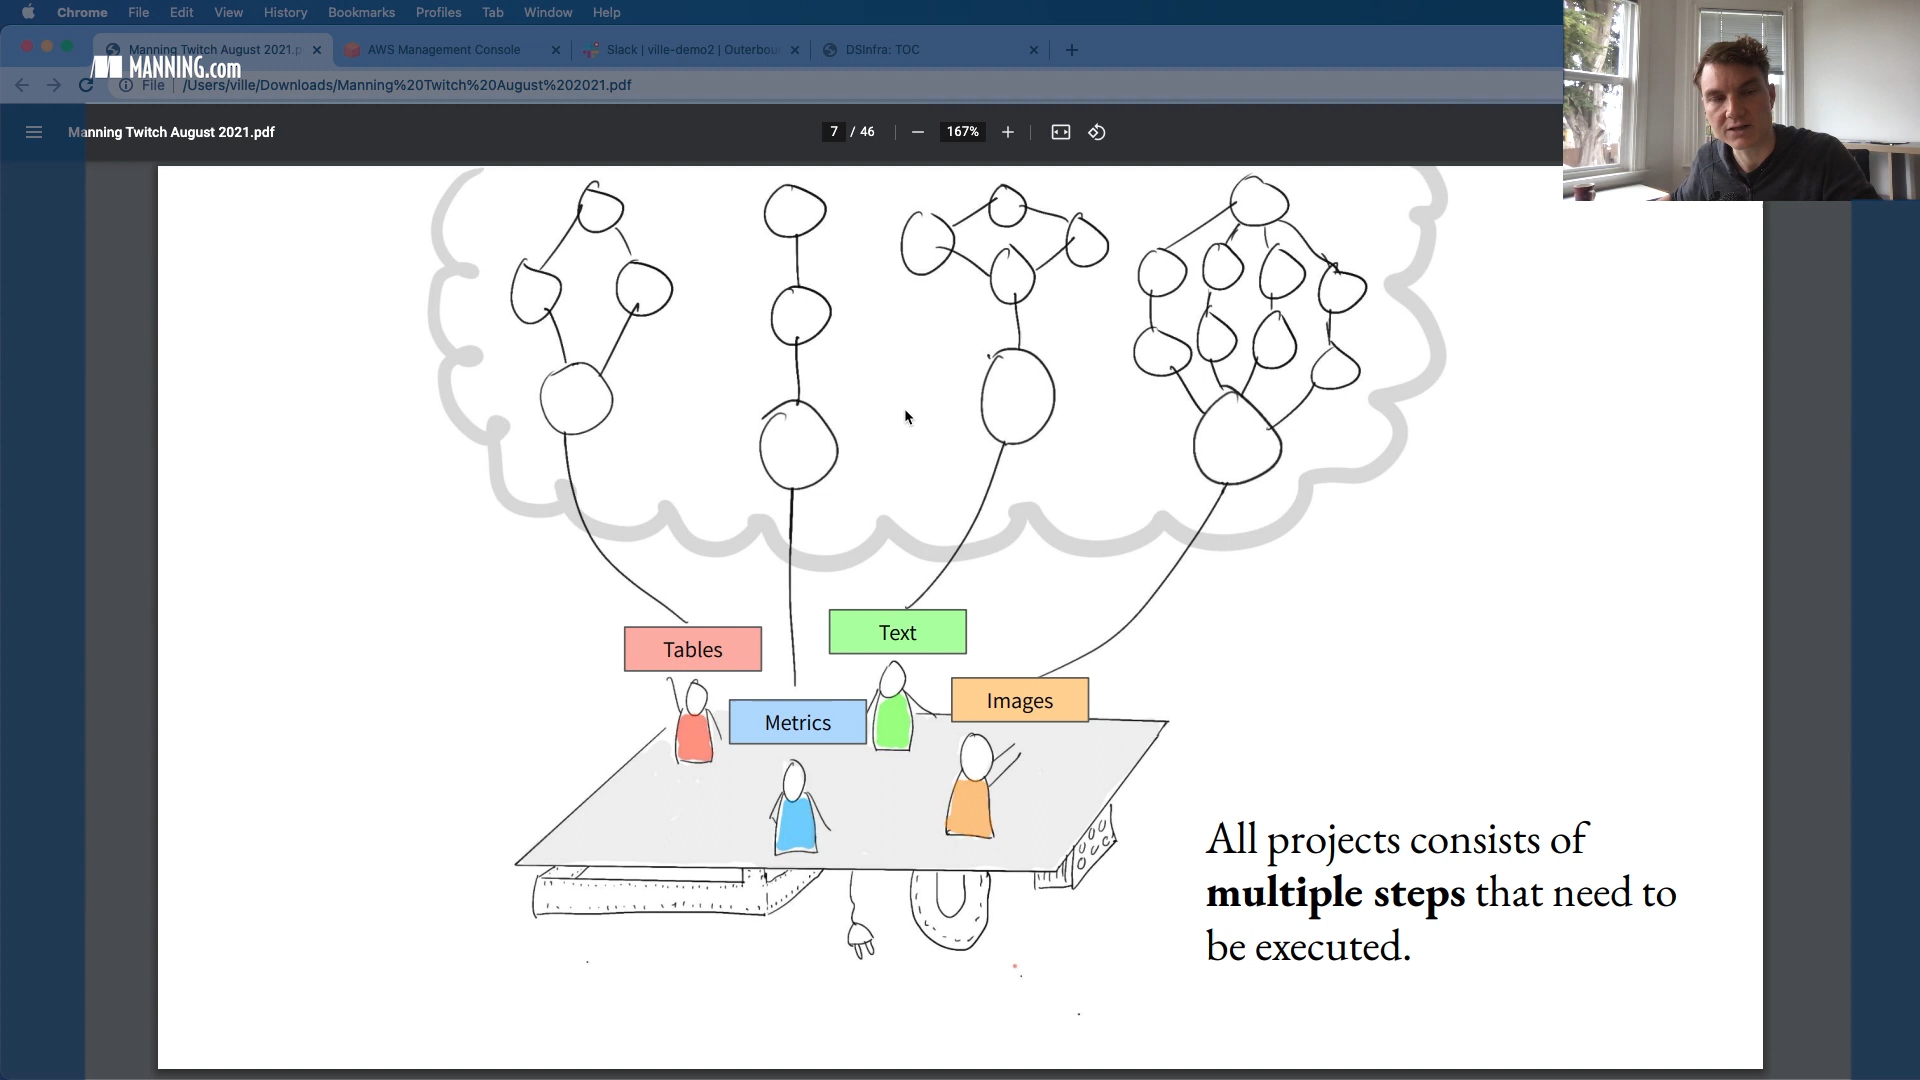 Chrome File Edit View History Bookmarks Profiles Tab Window Help
Manning Twitch August 2021.p
AWS Management Console
Slack | ville-demo2 | Outerbou
DSInfra: TOC
MANNING.com
File /Users/ville/Downloads/Manning%20Twitch%20August%202021.pdf
Manning Twitch August 2021.pdf
7 / 46
167%
Text
Tables
Images
Metrics
All projects consists of
multiple steps that need to
be executed.